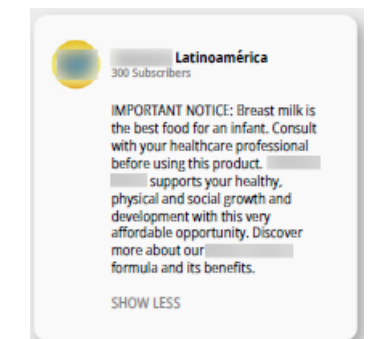 Latinoamérica
300 Subscribers
IMPORTANT NOTICE: Breast milk is
the best food for an infant. Consult
with your healthcare professional
before using this product.
supports your healthy,
physical and social growth and
development with this very
affordable opportunity. Discover
more about our
formula and its benefits.
SHOW LESS